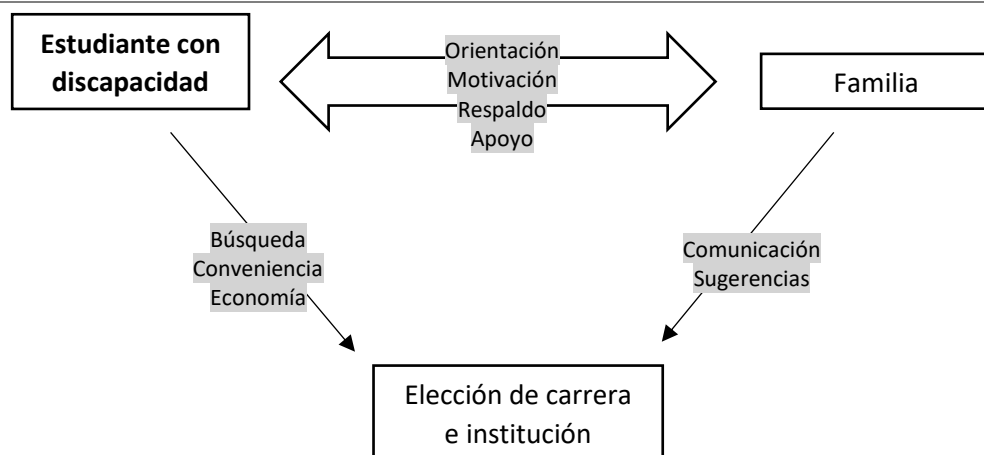 Estudiante con
discapacidad
Orientación
Motivación
Respaldo
Apoyo
Familia
Búsqueda
Conveniencia
Economía
Comunicación
Sugerencias
Elección de carrera
e institución